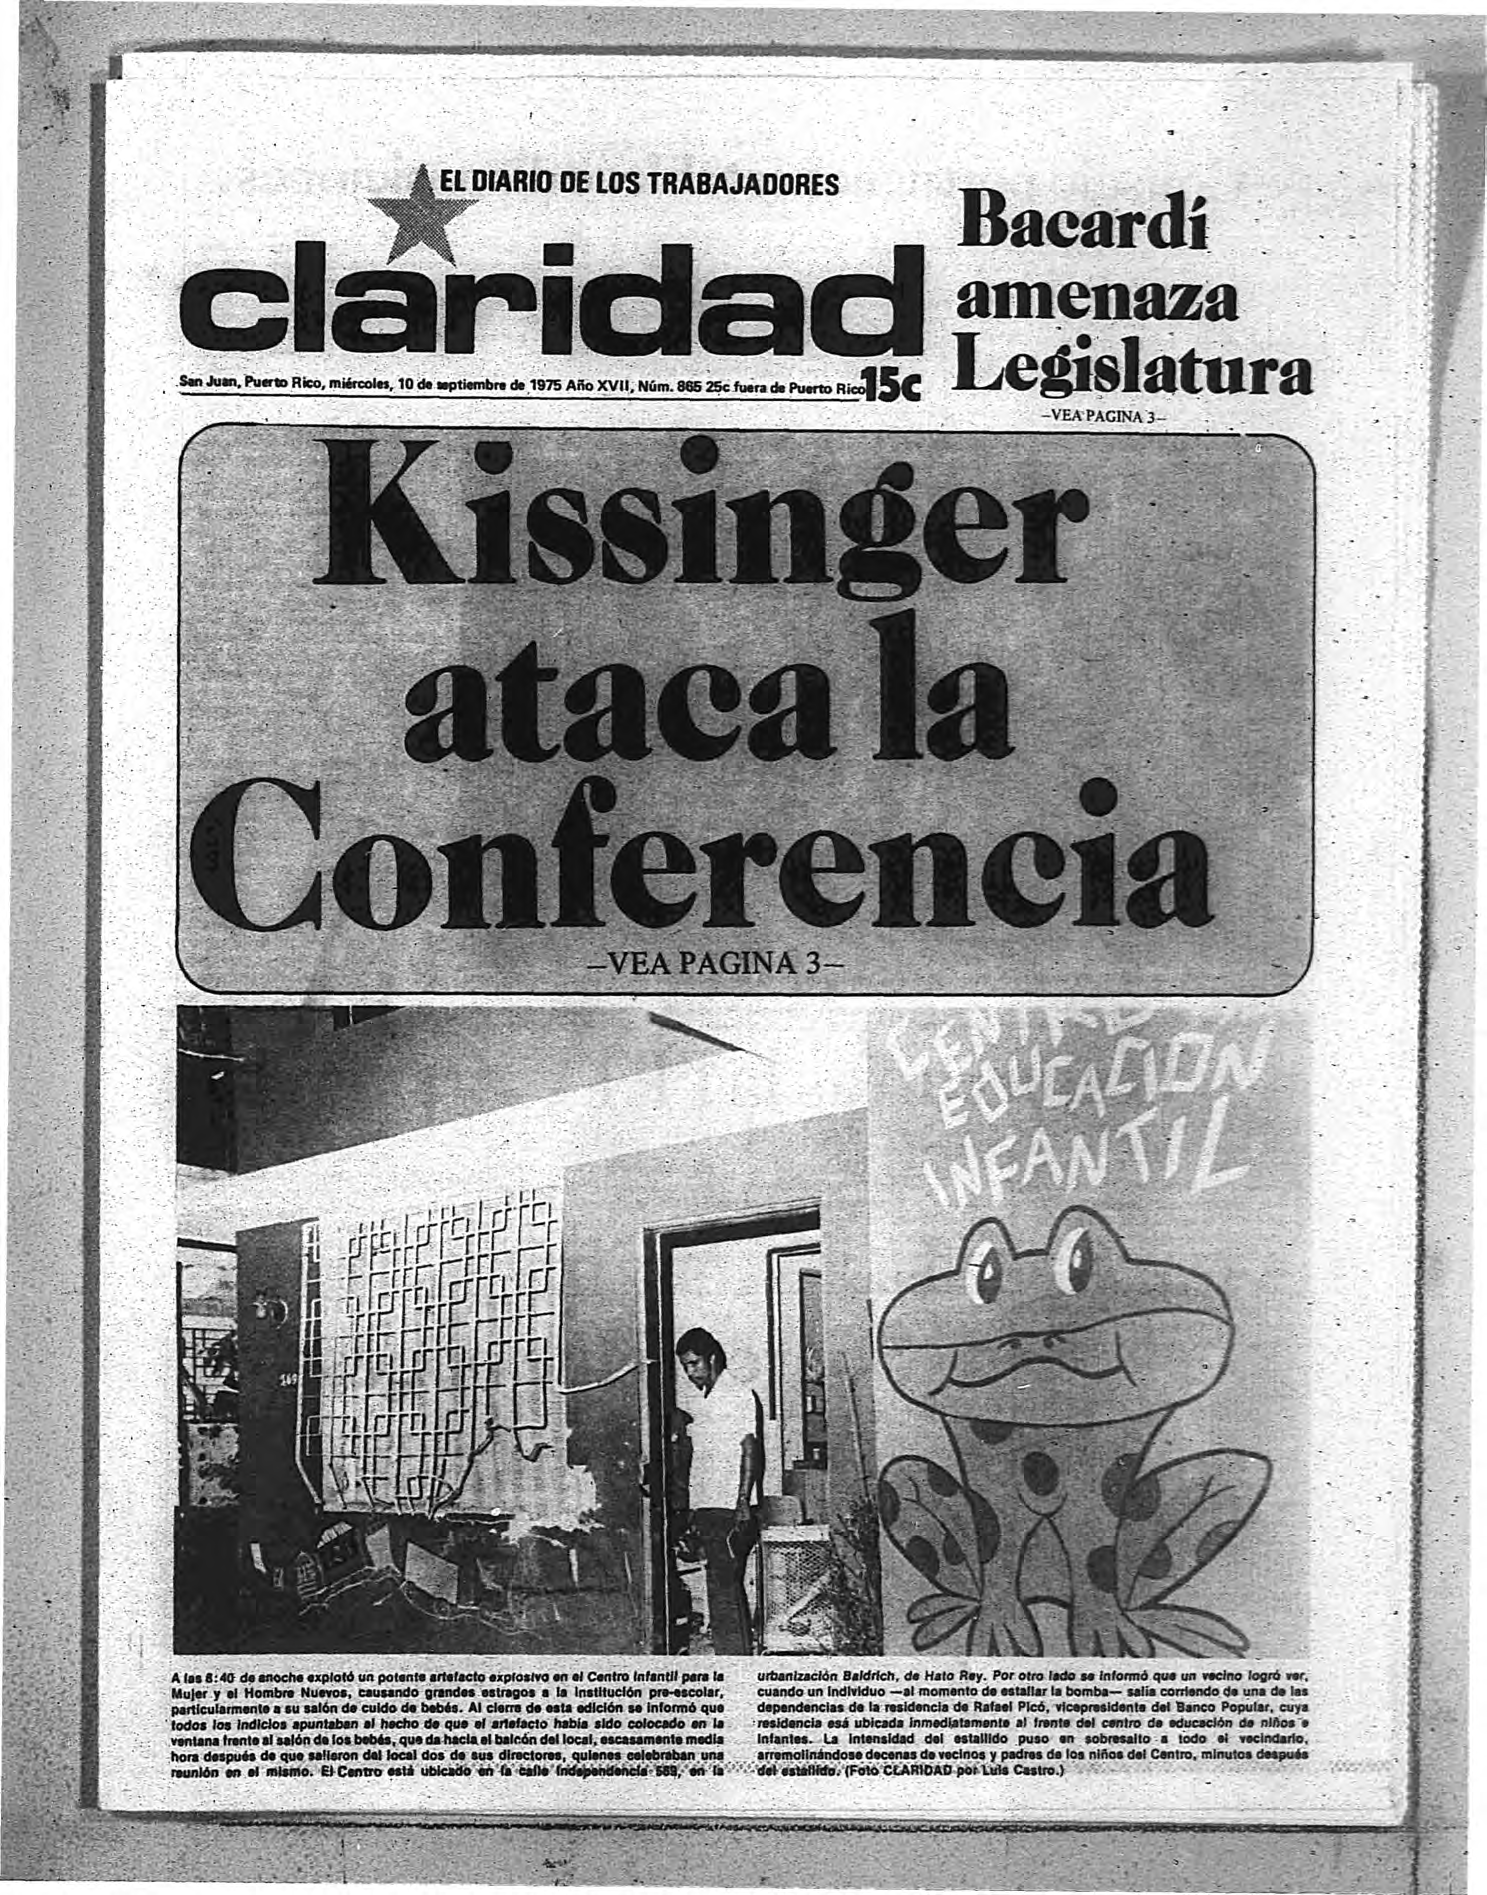 EL DIARIO DE LOS TRABAJADORES
claridad
San Juan, Puerto Rico, miércoles, 10 de septiembre de 1975 Año XVII, Núm. 865 25c fuera de Puerto Rico 15c
Bacardí
amenaza
Legislatura
—VEA PAGINA 3—
Kissinger
ataca la
Conferencia
—VEA PAGINA 3—
CENTRO
EDUCACION
INFANTIL
169
A las 8:40 de anoche explotó un potente artefacto explosivo en el Centro Infantil para la
Mujer y el Hombre Nuevos, causando grandes estragos a la institución pre-escolar,
particularmente a su salón de cuido de bebés. Al cierre de esta edición se informó que
todos los indicios apuntaban al hecho de que el artefacto había sido colocado en la
ventana frente al salón de los bebés, que da hacia el balcón del local, escasamente media
hora después de que salieron del local dos de sus directores, quienes celebraban una
reunión en el mismo. El Centro está ubicado en la calle Independencia 569, en la
urbanización Baldrich, de Hato Rey. Por otro lado se informó que un vecino logró ver,
cuando un individuo —al momento de estallar la bomba— salía corriendo de una de las
dependencias de la residencia de Rafael Picó, vicepresidente del Banco Popular, cuya
residencia esá ubicada inmediatamente al frente del centro de educación de niños e
infantes. La intensidad del estallido puso en sobresalto a todo el vecindario,
arremolinándose decenas de vecinos y padres de los niños del Centro, minutos después
del estallido. (Foto CLARIDAD por Luis Castro.)